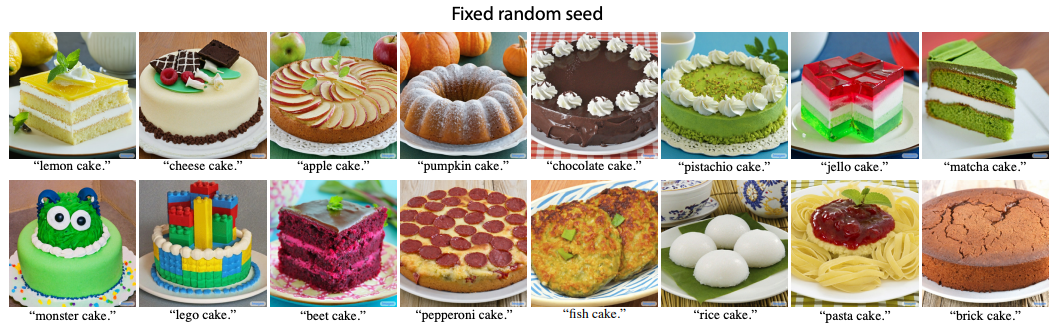 Fixed random seed
“lemon cake.” “cheese cake.” “apple cake.” “pumpkin cake.” “chocolate cake.” “pistachio cake.” “jello cake.” “matcha cake.”
“monster cake.” “lego cake.” “beet cake.” “pepperoni cake.” “fish cake.” “rice cake.” “pasta cake.” “brick cake.”